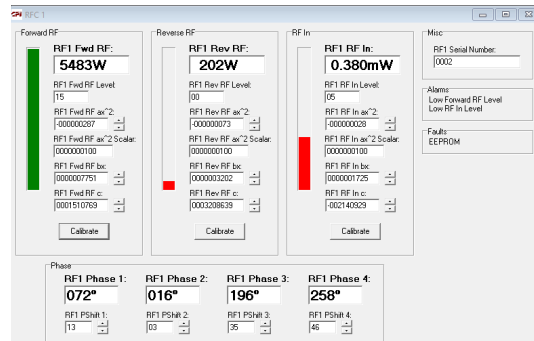 CPI RFC 1
Forward RF
RF1 Fwd RF:
5483W
RF1 Fwd RF Level:
15
RF1 Fwd RF ax^2:
-000000287
RF1 Fwd RF ax^2 Scalar:
0000000100
RF1 Fwd RF bx:
0000007751
RF1 Fwd RF c:
0001510769
Calibrate
Reverse RF
RF1 Rev RF:
202W
RF1 Rev RF Level:
00
RF1 Rev RF ax^2:
-000000073
RF1 Rev RF ax^2 Scalar:
0000000100
RF1 Rev RF bx:
0000003202
RF1 Rev RF c:
0003208639
Calibrate
RF In
RF1 RF In:
0.380mW
RF1 RF In Level:
05
RF1 RF In ax^2:
-000000028
RF1 RF In ax^2 Scalar:
0000000100
RF1 RF In bx:
0000001725
RF1 RF In c:
-002140929
Calibrate
Misc
RF1 Serial Number:
0002
Alarms
Low Forward RF Level
Low RF In Level
Faults
EEPROM
Phase
RF1 Phase 1: RF1 Phase 2: RF1 Phase 3: RF1 Phase 4:
072° 016° 196° 258°
RF1 PShift 1: RF1 PShift 2: RF1 PShift 3: RF1 PShift 4:
13 03 35 46